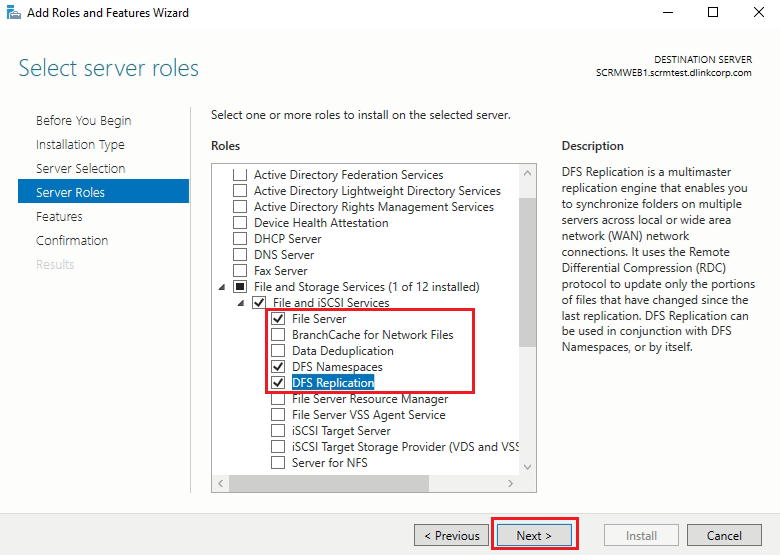 Add Roles and Features Wizard
Select server roles
DESTINATION SERVER
SCRMWEB1.scrmtest.dlinkcorp.com
Before You Begin
Installation Type
Server Selection
Server Roles
Features
Confirmation
Results
Select one or more roles to install on the selected server.
Roles
Active Directory Federation Services
Active Directory Lightweight Directory Services
Active Directory Rights Management Services
Device Health Attestation
DHCP Server
DNS Server
Fax Server
File and Storage Services (1 of 12 installed)
File and iSCSI Services
File Server
BranchCache for Network Files
Data Deduplication
DFS Namespaces
DFS Replication
File Server Resource Manager
File Server VSS Agent Service
iSCSI Target Server
iSCSI Target Storage Provider (VDS and VSS
Server for NFS
Description
DFS Replication is a multimaster
replication engine that enables you
to synchronize folders on multiple
servers across local or wide area
network (WAN) network
connections. It uses the Remote
Differential Compression (RDC)
protocol to update only the portions
of files that have changed since the
last replication. DFS Replication can
be used in conjunction with DFS
Namespaces, or by itself.
< Previous
Next >
Install
Cancel